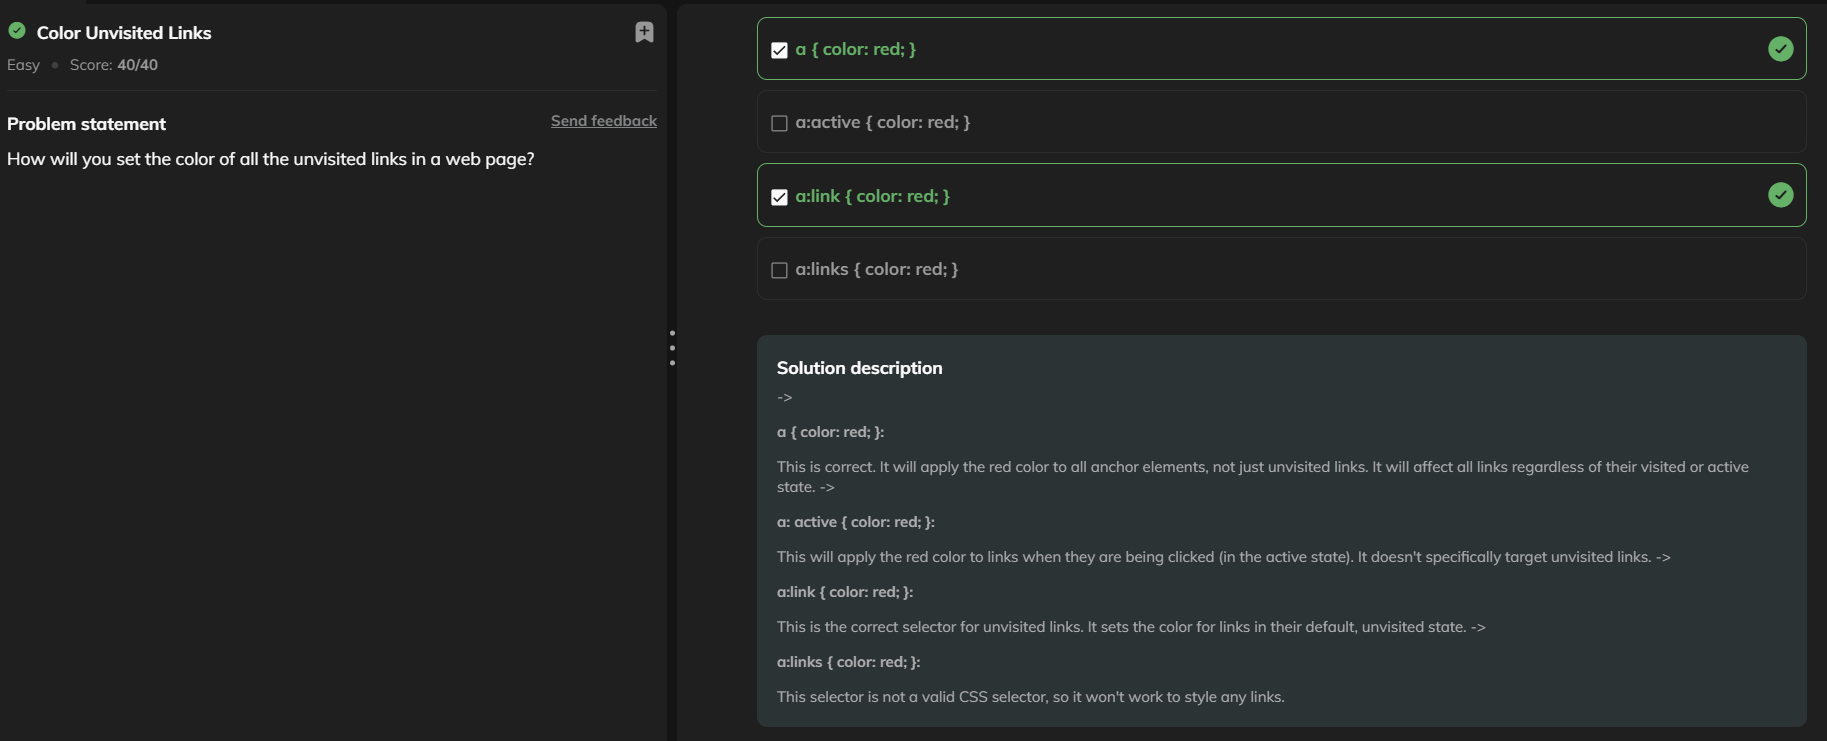 Color Unvisited Links
Easy • Score: 40/40
Problem statement
Send feedback
How will you set the color of all the unvisited links in a web page?
a { color: red; }
a:active { color: red; }
a:link { color: red; }
a:links { color: red; }
Solution description
->
a { color: red; }:
This is correct. It will apply the red color to all anchor elements, not just unvisited links. It will affect all links regardless of their visited or active
state. ->
a: active { color: red; }:
This will apply the red color to links when they are being clicked (in the active state). It doesn't specifically target unvisited links. ->
a:link { color: red; }:
This is the correct selector for unvisited links. It sets the color for links in their default, unvisited state. ->
a:links { color: red; }:
This selector is not a valid CSS selector, so it won't work to style any links.